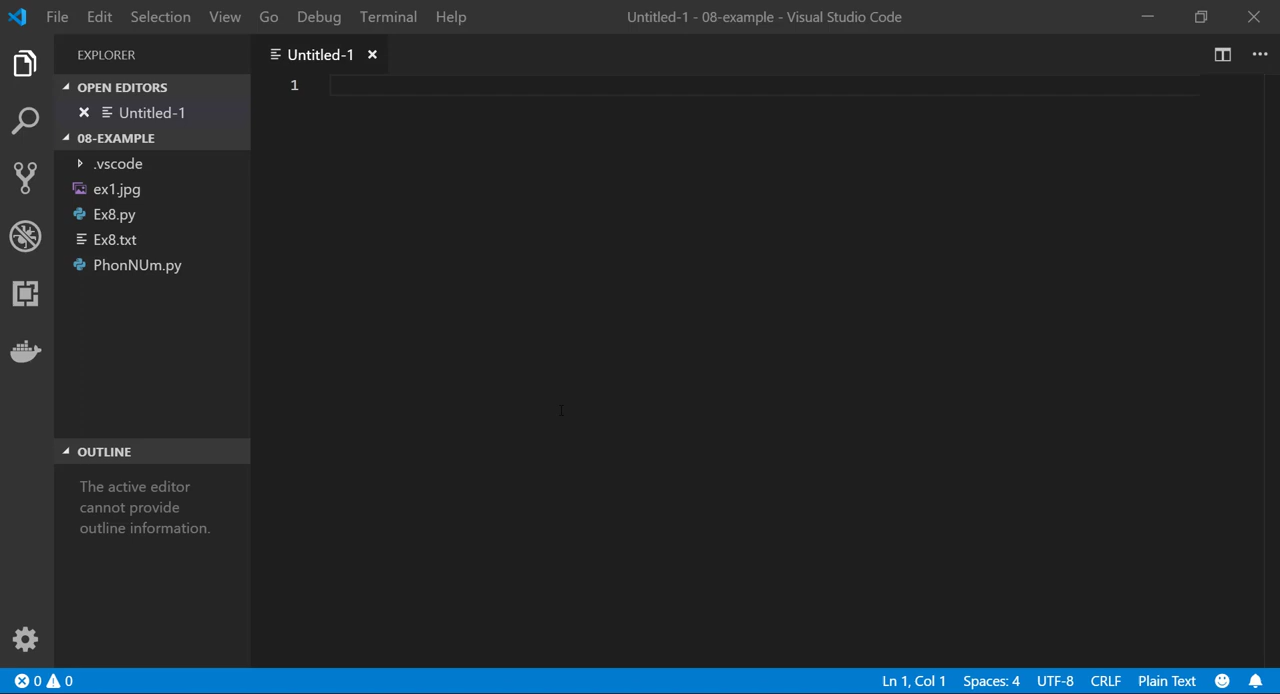 File Edit Selection View Go Debug Terminal Help Untitled-1 - 08-example - Visual Studio Code
EXPLORER Untitled-1
OPEN EDITORS 1
Untitled-1
08-EXAMPLE
.vscode
ex1.jpg
Ex8.py
Ex8.txt
PhonNUm.py
OUTLINE
The active editor
cannot provide
outline information.
0 0 Ln 1, Col 1 Spaces: 4 UTF-8 CRLF Plain Text